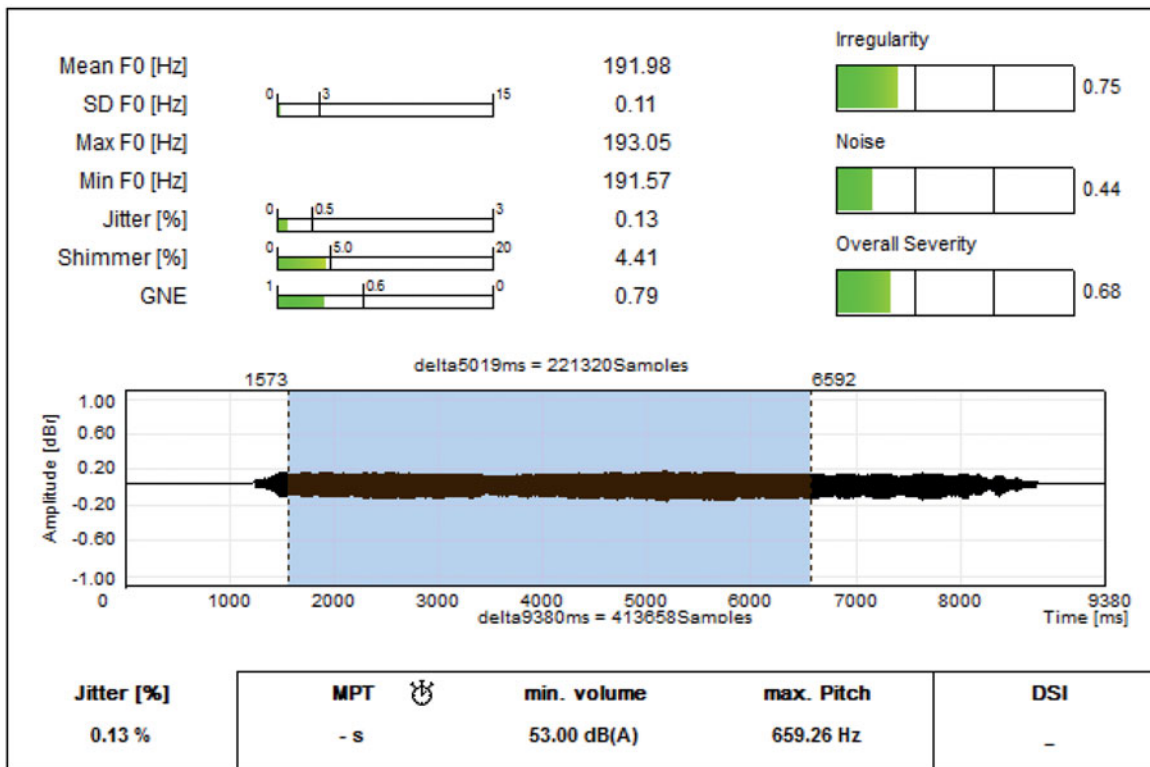 Mean F0 [Hz] 191.98
SD F0 [Hz] 0 3 15 0.11
Max F0 [Hz] 193.05
Min F0 [Hz] 191.57
Jitter [%] 0 0.5 3 0.13
Shimmer [%] 0 5.0 20 4.41
GNE 1 0.6 0 0.79
Irregularity
0.75
Noise
0.44
Overall Severity
0.68
delta5019ms = 221320Samples
1573 6592
Amplitude [dBr]
1.00
0.60
0.20
-0.20
-0.60
-1.00
0 1000 2000 3000 4000 5000 6000 7000 8000 9380
delta9380ms = 413658Samples Time [ms]
Jitter [%] MPT min. volume max. Pitch DSI
0.13 % - s 53.00 dB(A) 659.26 Hz _